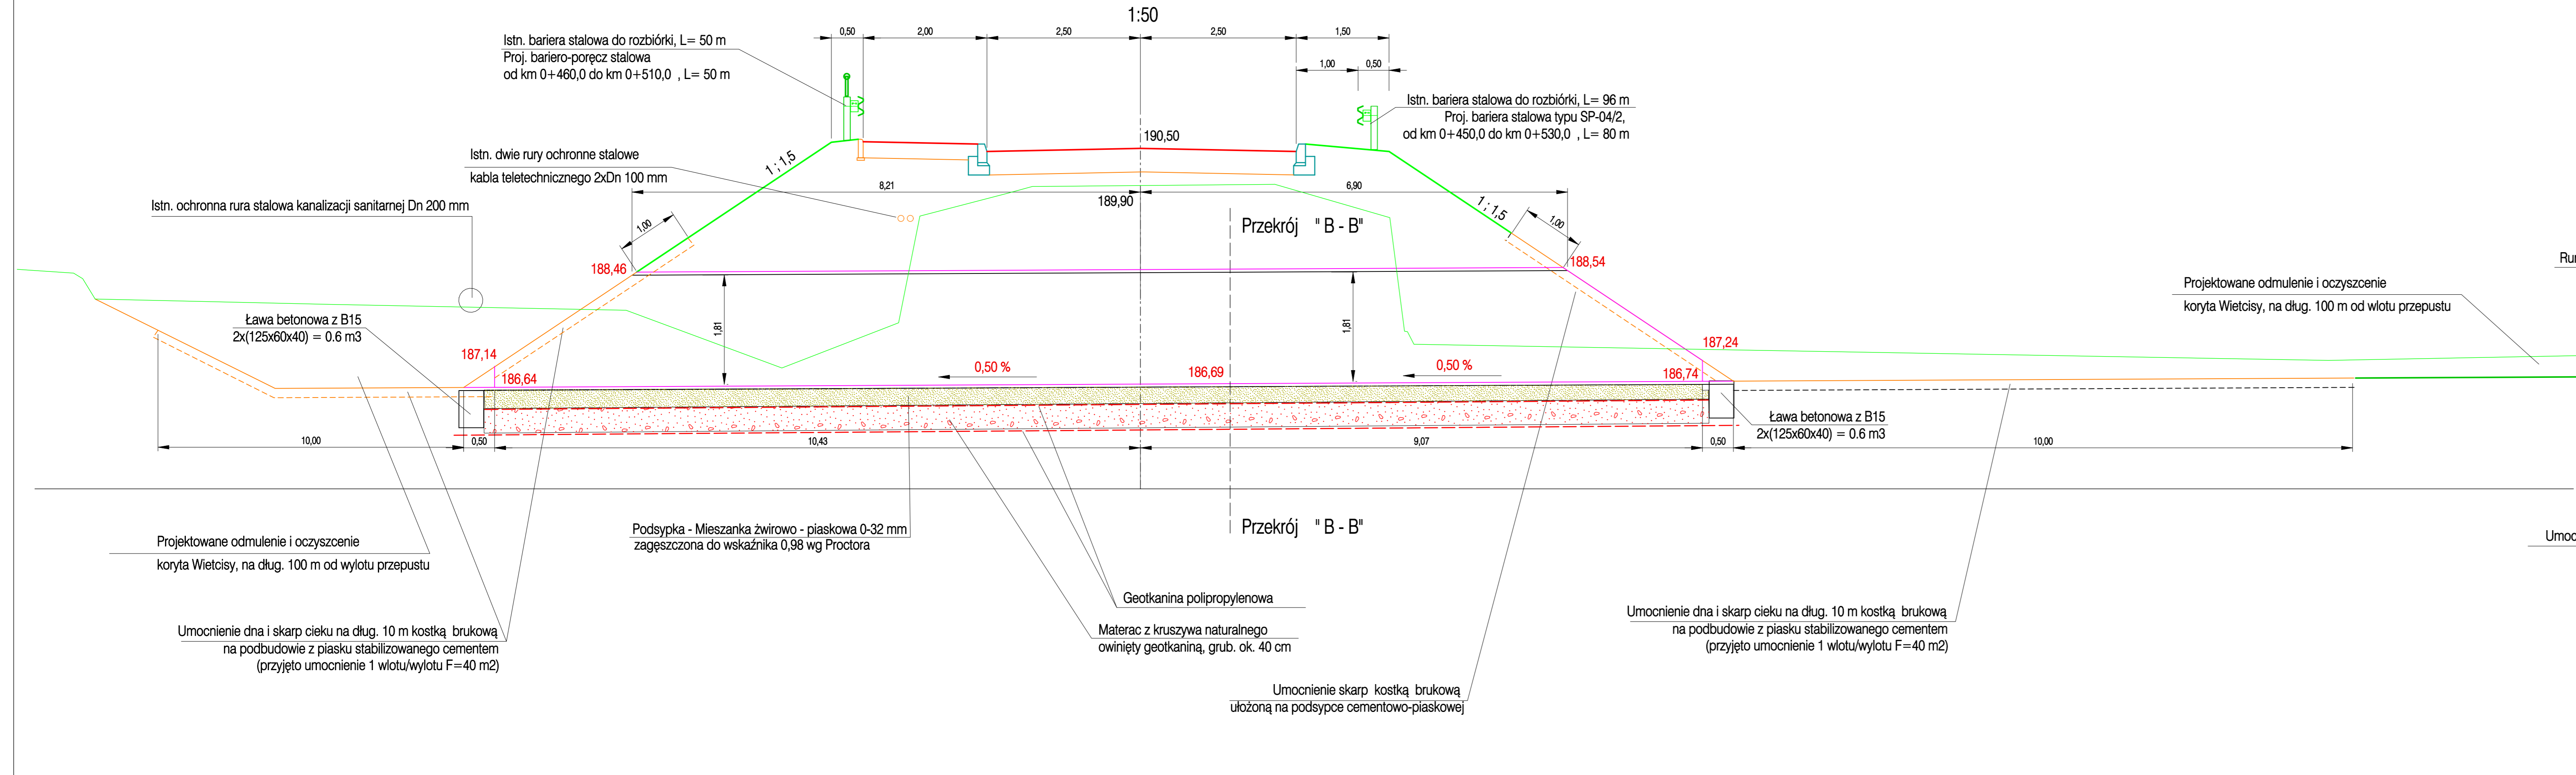 1:50
0,50
2,00
2,50
2,50
1,50
1,00
0,50
Istn. bariera stalowa do rozbiórki, L= 50 m
Proj. bariero-poręcz stalowa
od km 0+460,0 do km 0+510,0 , L= 50 m
Istn. bariera stalowa do rozbiórki, L= 96 m
Proj. bariera stalowa typu SP-04/2,
od km 0+450,0 do km 0+530,0 , L= 80 m
190,50
Istn. dwie rury ochronne stalowe
kabla teletechnicznego 2xDn 100 mm
1 ; 1,5
8,21
6,90
189,90
Istn. ochronna rura stalowa kanalizacji sanitarnej Dn 200 mm
1,00
Przekrój " B - B"
1 ; 1,5
1,00
188,46
188,54
Run
Projektowane odmulenie i oczyszcenie
koryta Wietcisy, na dług. 100 m od wlotu przepustu
Ława betonowa z B15
2x(125x60x40) = 0.6 m3
1,81
1,81
187,14
187,24
186,64
0,50 %
186,69
0,50 %
186,74
Ława betonowa z B15
2x(125x60x40) = 0.6 m3
10,00
0,50
10,43
9,07
0,50
10,00
Podsypka - Mieszanka żwirowo - piaskowa 0-32 mm
zagęszczona do wskaźnika 0,98 wg Proctora
Przekrój " B - B"
Projektowane odmulenie i oczyszcenie
koryta Wietcisy, na dług. 100 m od wylotu przepustu
Umoc
Geotkanina polipropylenowa
Umocnienie dna i skarp cieku na dług. 10 m kostką brukową
na podbudowie z piasku stabilizowanego cementem
(przyjęto umocnienie 1 wlotu/wylotu F=40 m2)
Materac z kruszywa naturalnego
owinięty geotkaniną, grub. ok. 40 cm
Umocnienie dna i skarp cieku na dług. 10 m kostką brukową
na podbudowie z piasku stabilizowanego cementem
(przyjęto umocnienie 1 wlotu/wylotu F=40 m2)
Umocnienie skarp kostką brukową
ułożoną na podsypce cementowo-piaskowej